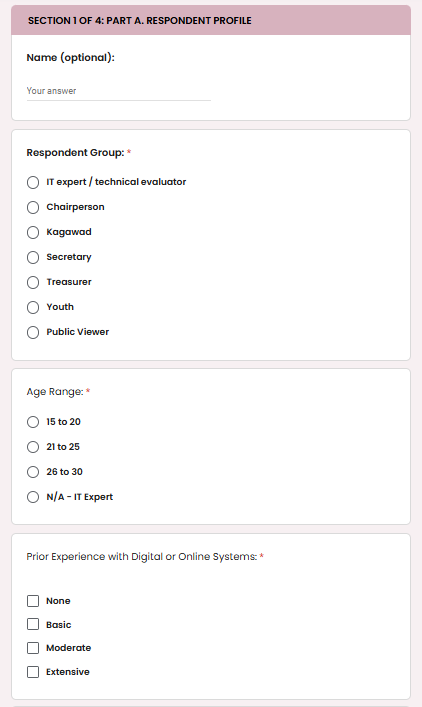 SECTION 1 OF 4: PART A. RESPONDENT PROFILE
Name (optional):
Your answer
Respondent Group: *
IT expert / technical evaluator
Chairperson
Kagawad
Secretary
Treasurer
Youth
Public Viewer
Age Range: *
15 to 20
21 to 25
26 to 30
N/A - IT Expert
Prior Experience with Digital or Online Systems: *
None
Basic
Moderate
Extensive